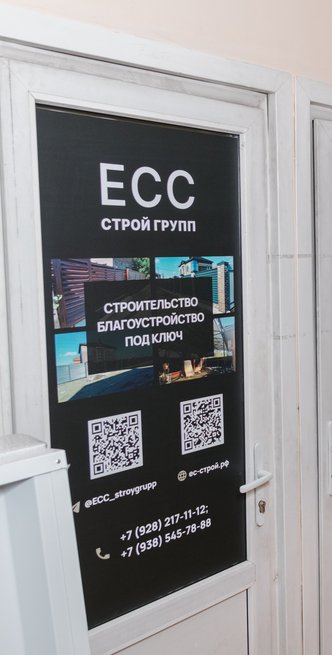 ЕСС
СТРОЙ ГРУПП
СТРОИТЕЛЬСТВО
БЛАГОУСТРОЙСТВО
ПОД КЛЮЧ
@ECC_stroygrupp
ес-строй.рф
+7 (928) 217-11-12;
+7 (938) 545-78-88